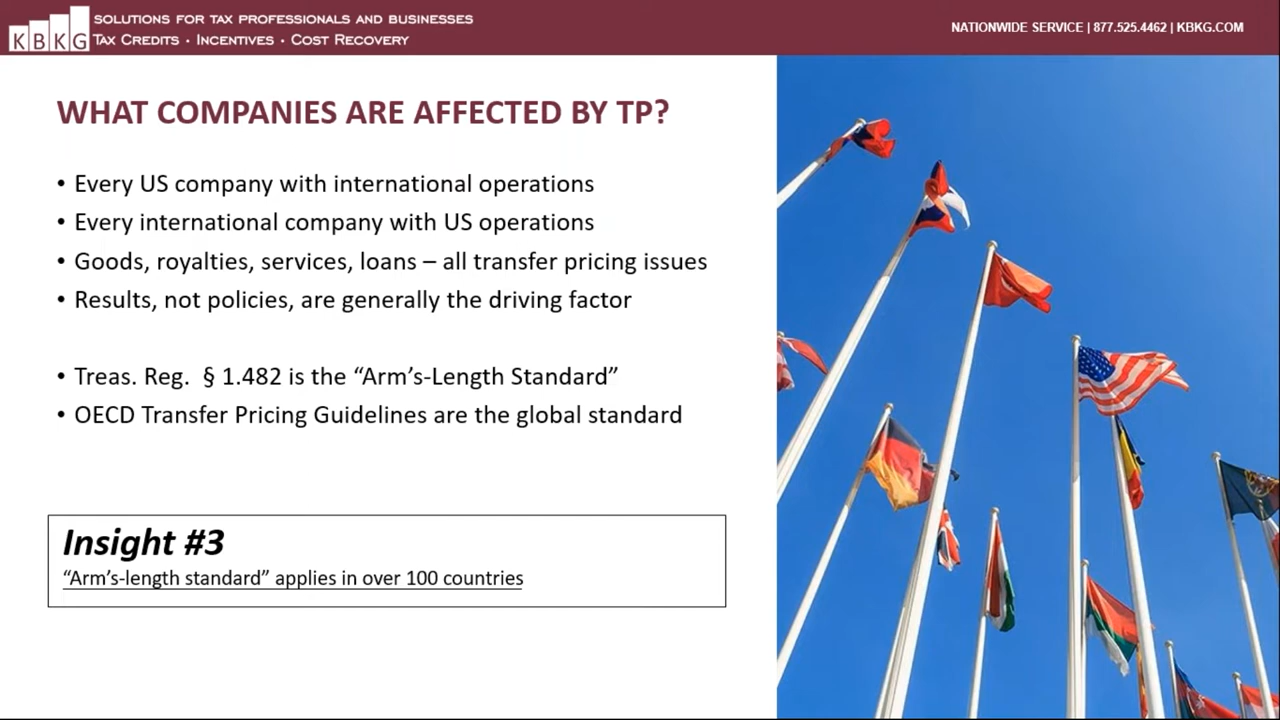 KBKG
SOLUTIONS FOR TAX PROFESSIONALS AND BUSINESSES
TAX CREDITS · INCENTIVES · COST RECOVERY
NATIONWIDE SERVICE | 877.525.4462 | KBKG.COM
WHAT COMPANIES ARE AFFECTED BY TP?
• Every US company with international operations
• Every international company with US operations
• Goods, royalties, services, loans – all transfer pricing issues
• Results, not policies, are generally the driving factor
• Treas. Reg.  § 1.482 is the “Arm’s-Length Standard”
• OECD Transfer Pricing Guidelines are the global standard
Insight #3
“Arm’s-length standard” applies in over 100 countries